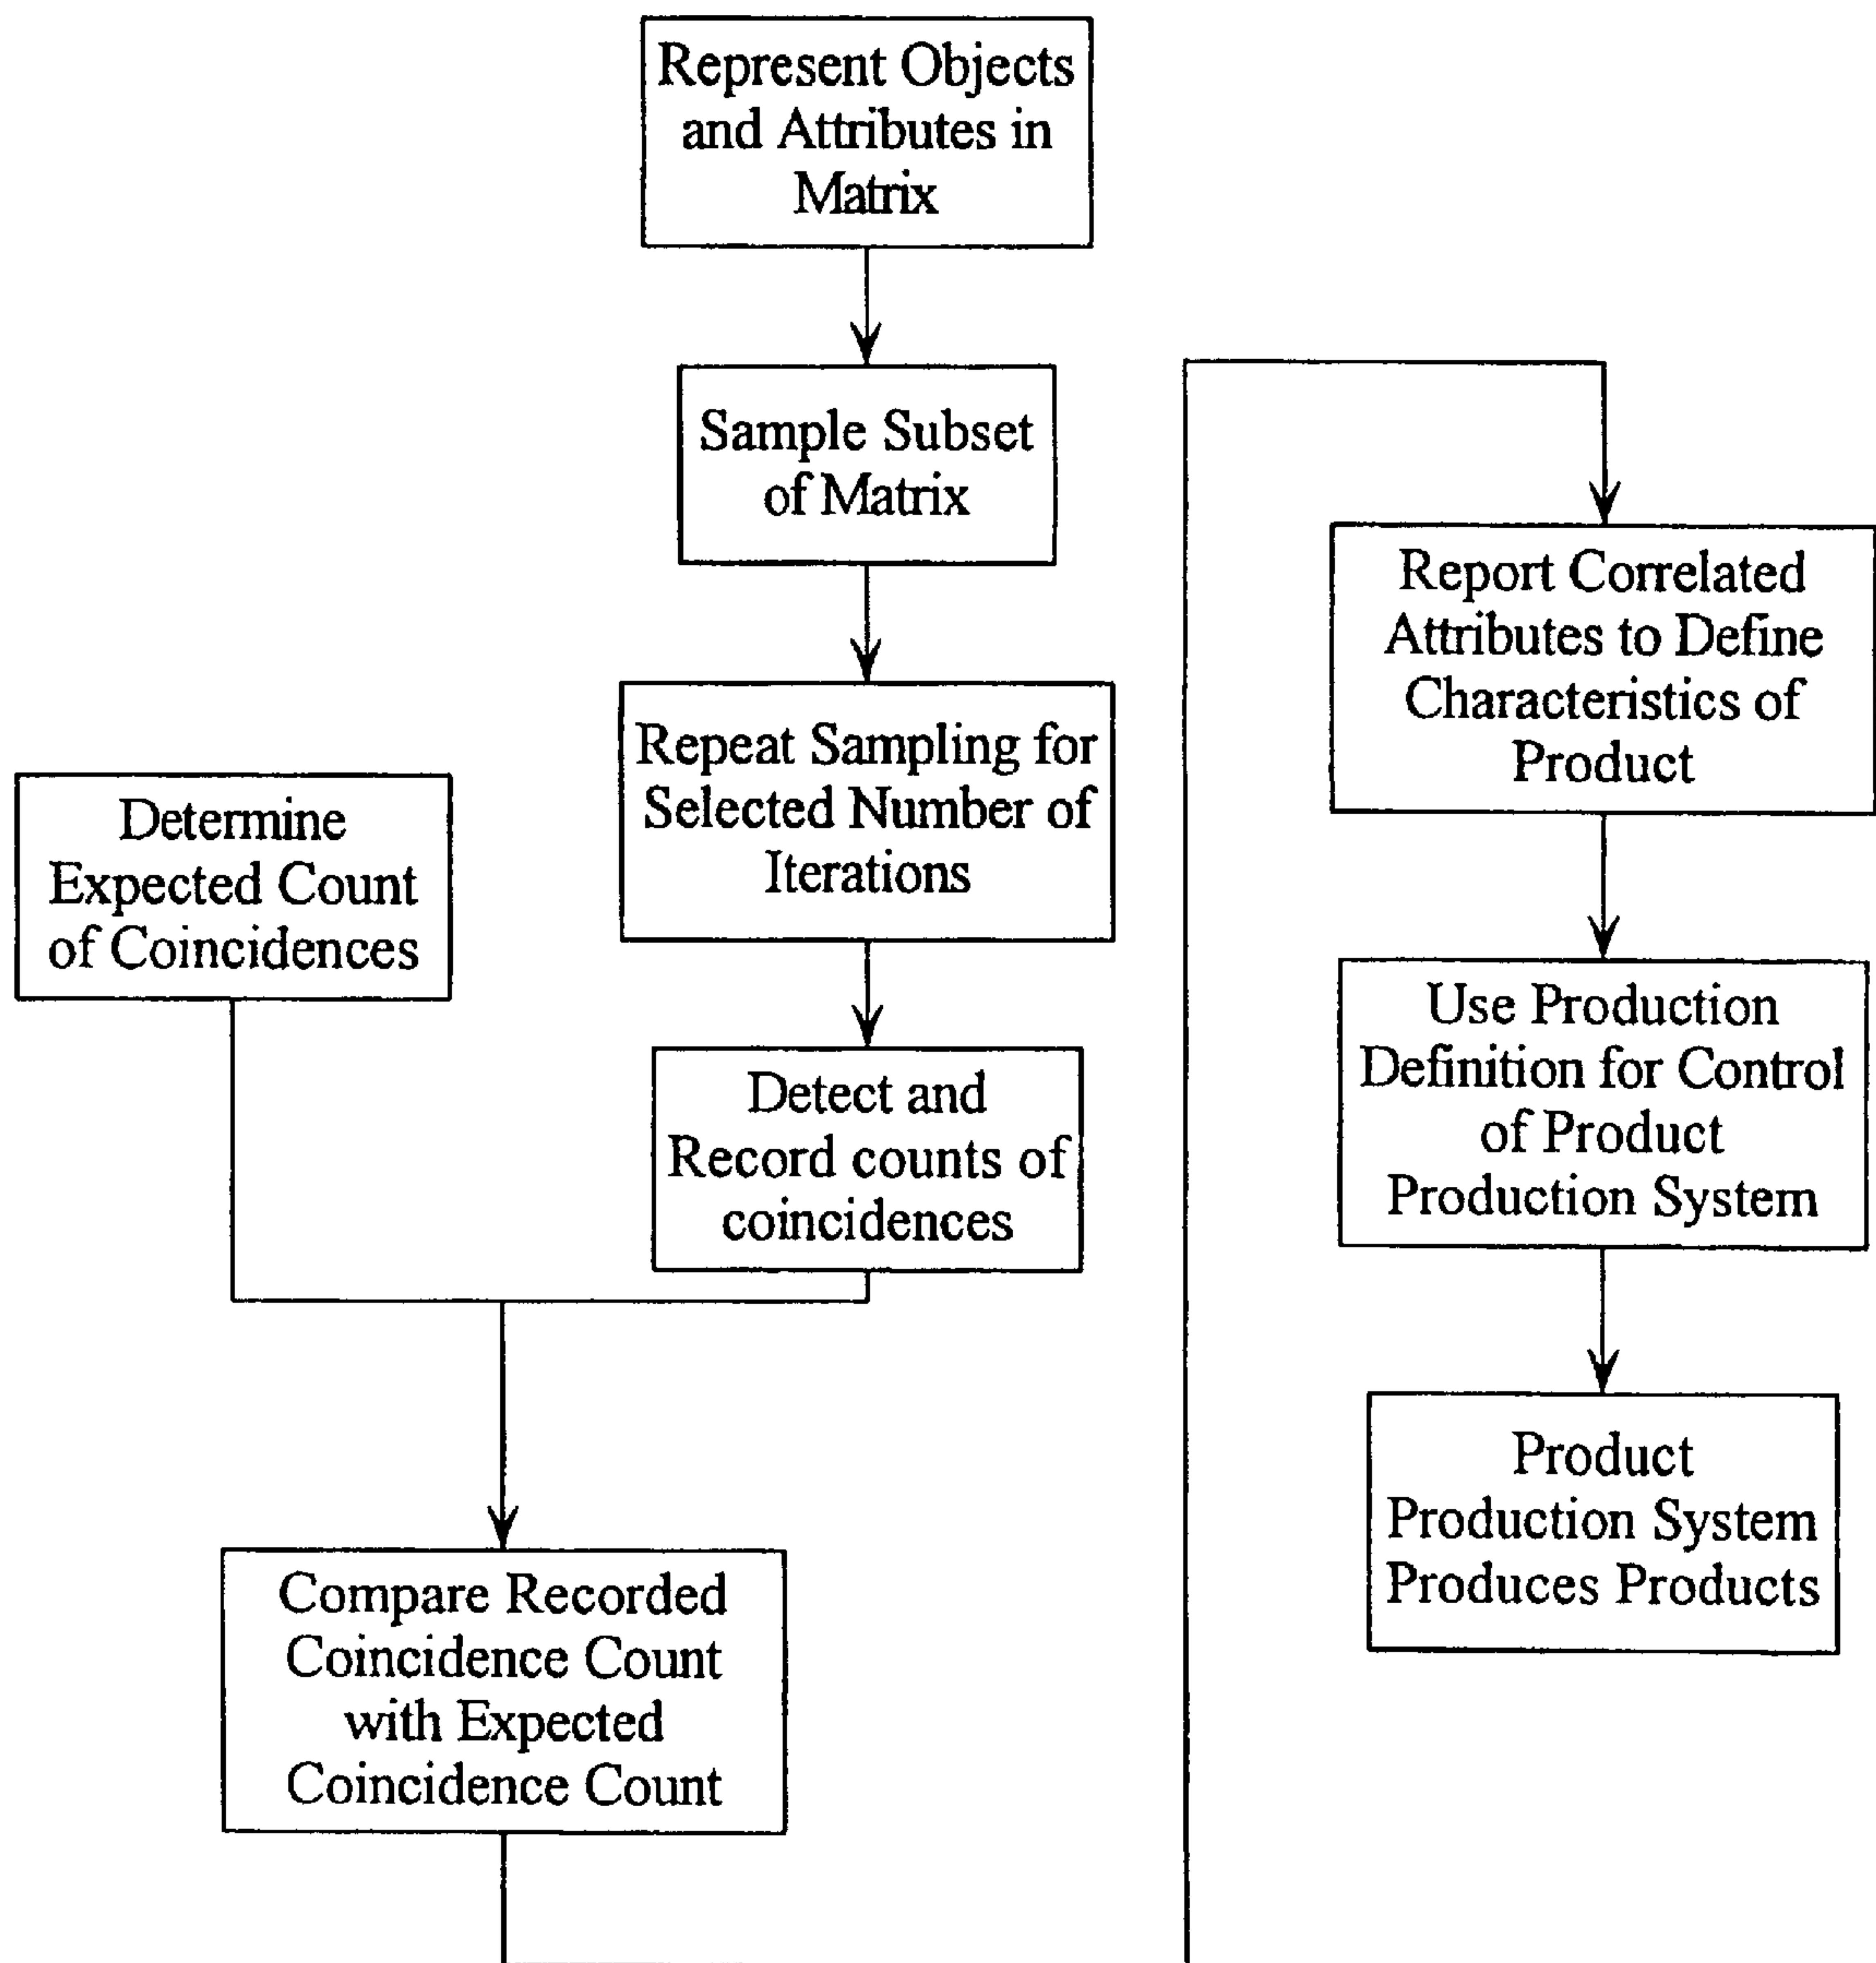 Represent Objects
and Attributes in
Matrix
Sample Subset
of Matrix
Repeat Sampling for
Selected Number of
Iterations
Determine
Expected Count
of Coincidences
Detect and
Record counts of
coincidences
Compare Recorded
Coincidence Count
with Expected
Coincidence Count
Report Correlated
Attributes to Define
Characteristics of
Product
Use Production
Definition for Control
of Product
Production System
Product
Production System
Produces Products